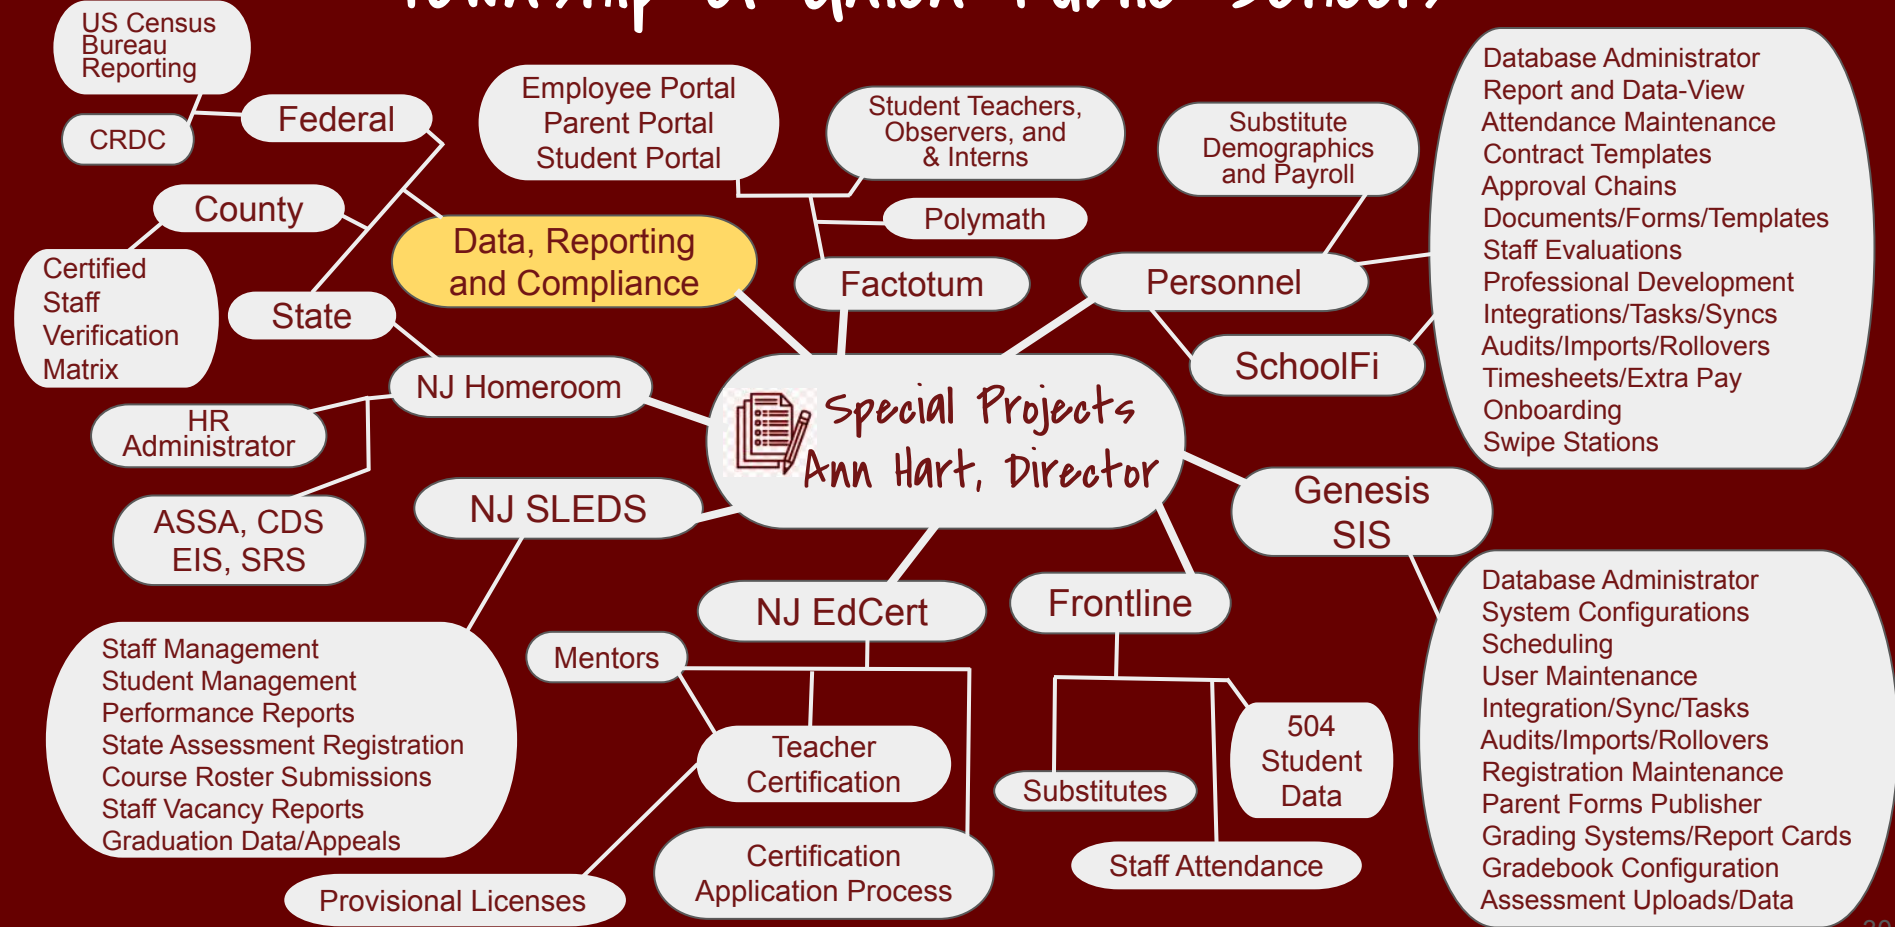 Township of Union Public Schools
US Census
Bureau
Reporting
CRDC
Federal
County
Certified
Staff
Verification
Matrix
State
Data, Reporting
and Compliance
Employee Portal
Parent Portal
Student Portal
Student Teachers,
Observers, and
& Interns
Polymath
Factotum
Substitute
Demographics
and Payroll
Personnel
SchoolFi
Database Administrator
Report and Data-View
Attendance Maintenance
Contract Templates
Approval Chains
Documents/Forms/Templates
Staff Evaluations
Professional Development
Integrations/Tasks/Syncs
Audits/Imports/Rollovers
Timesheets/Extra Pay
Onboarding
Swipe Stations
NJ Homeroom
HR
Administrator
ASSA, CDS
EIS, SRS
Special Projects
Ann Hart, Director
NJ SLEDS
Staff Management
Student Management
Performance Reports
State Assessment Registration
Course Roster Submissions
Staff Vacancy Reports
Graduation Data/Appeals
NJ EdCert
Mentors
Teacher
Certification
Provisional Licenses
Certification
Application Process
Frontline
Substitutes
504
Student
Data
Staff Attendance
Genesis
SIS
Database Administrator
System Configurations
Scheduling
User Maintenance
Integration/Sync/Tasks
Audits/Imports/Rollovers
Registration Maintenance
Parent Forms Publisher
Grading Systems/Report Cards
Gradebook Configuration
Assessment Uploads/Data